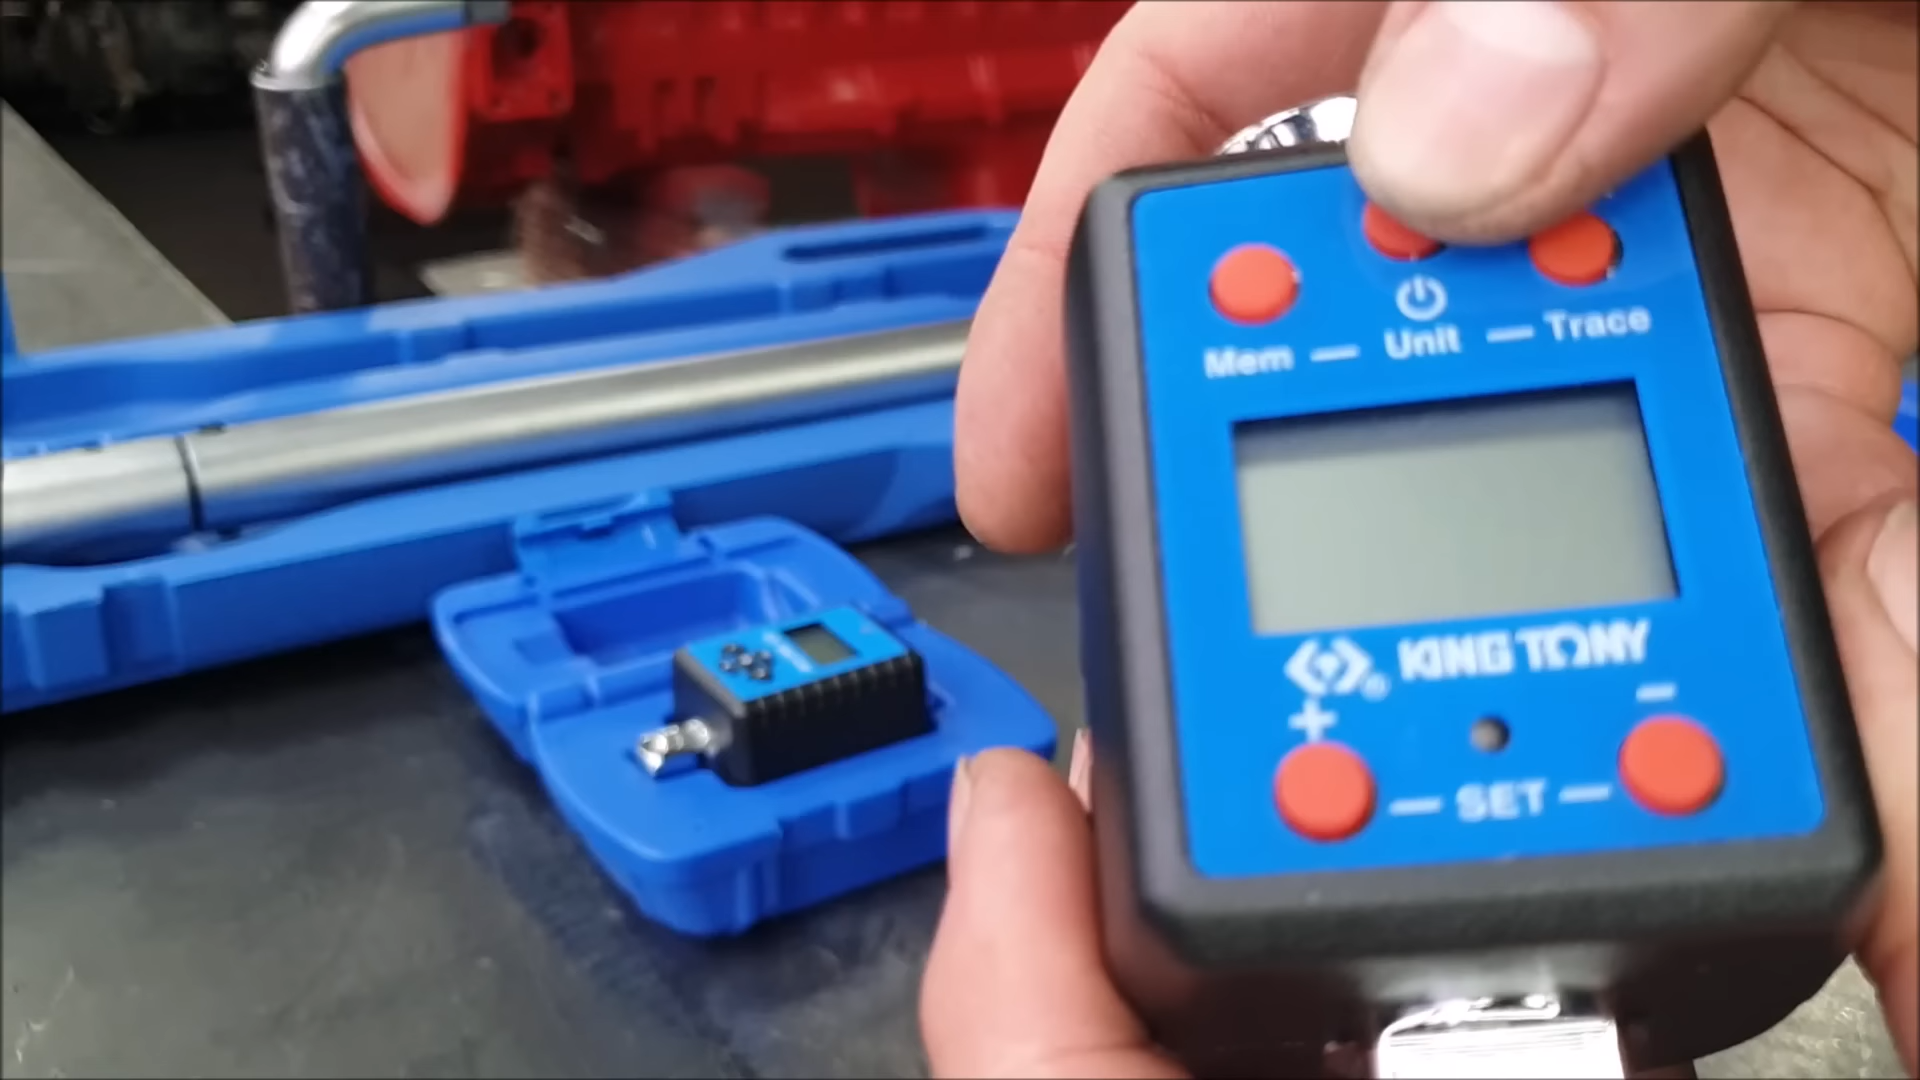 Mem — Unit — Trace
KING TONY
®
+ −
— SET —